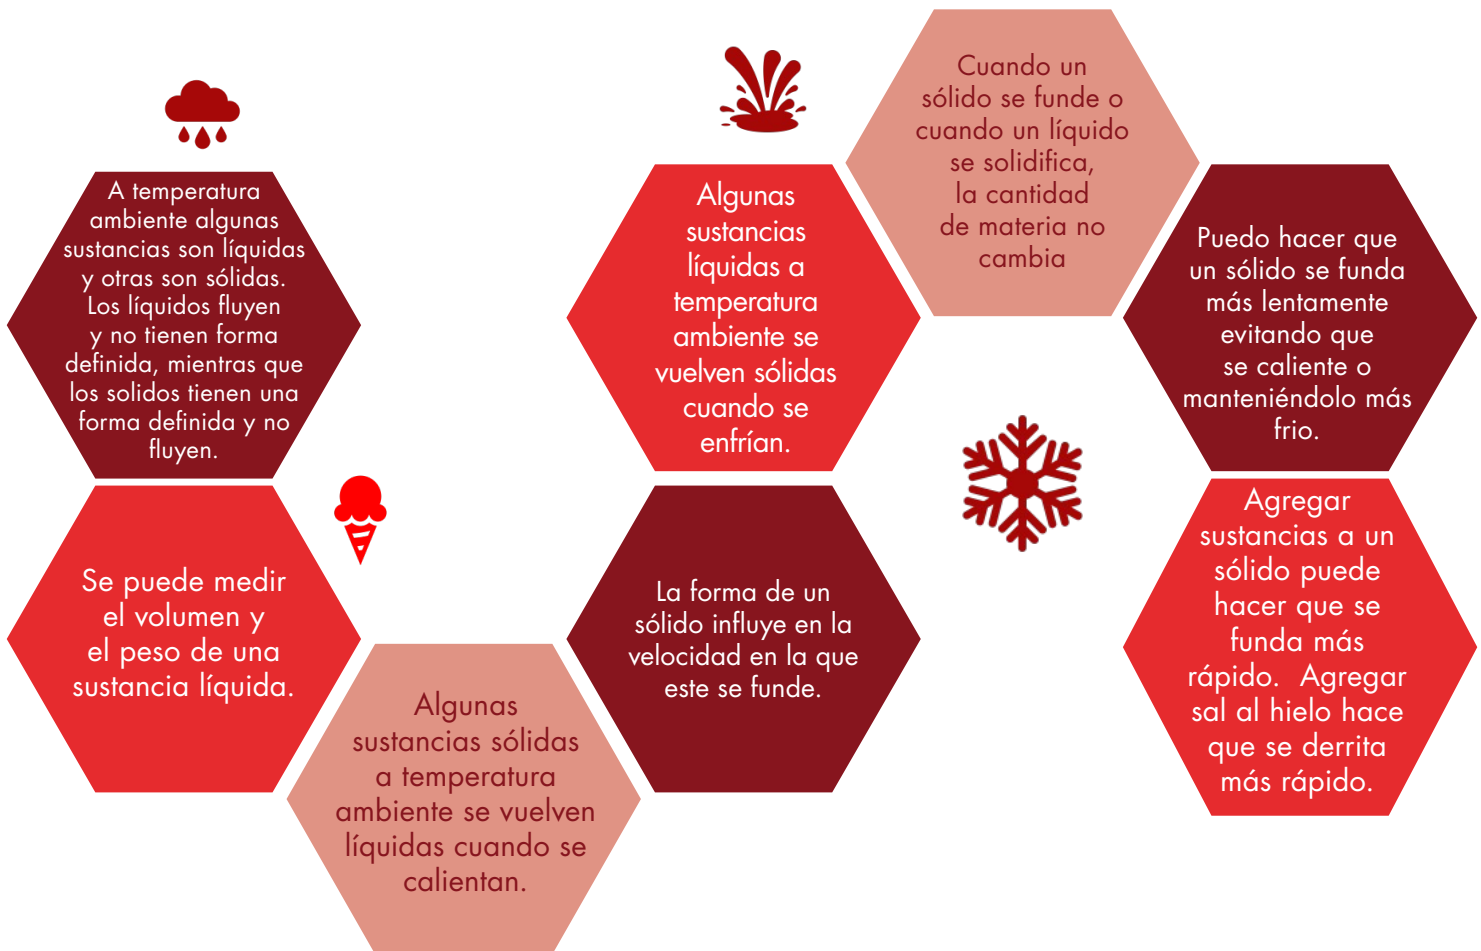 A temperatura
ambiente algunas
sustancias son líquidas
y otras son sólidas.
Los líquidos fluyen
y no tienen forma
definida, mientras que
los solidos tienen una
forma definida y no
fluyen.
Se puede medir
el volumen y
el peso de una
sustancia líquida.
Algunas
sustancias sólidas
a temperatura
ambiente se vuelven
líquidas cuando se
calientan.
La forma de un
sólido influye en la
velocidad en la que
este se funde.
Algunas
sustancias
líquidas a
temperatura
ambiente se
vuelven sólidas
cuando se
enfrían.
Cuando un
sólido se funde o
cuando un líquido
se solidifica,
la cantidad
de materia no
cambia
Puedo hacer que
un sólido se funda
más lentamente
evitando que
se caliente o
manteniéndolo más
frio.
Agregar
sustancias a un
sólido puede
hacer que se
funda más
rápido. Agregar
sal al hielo hace
que se derrita
más rápido.